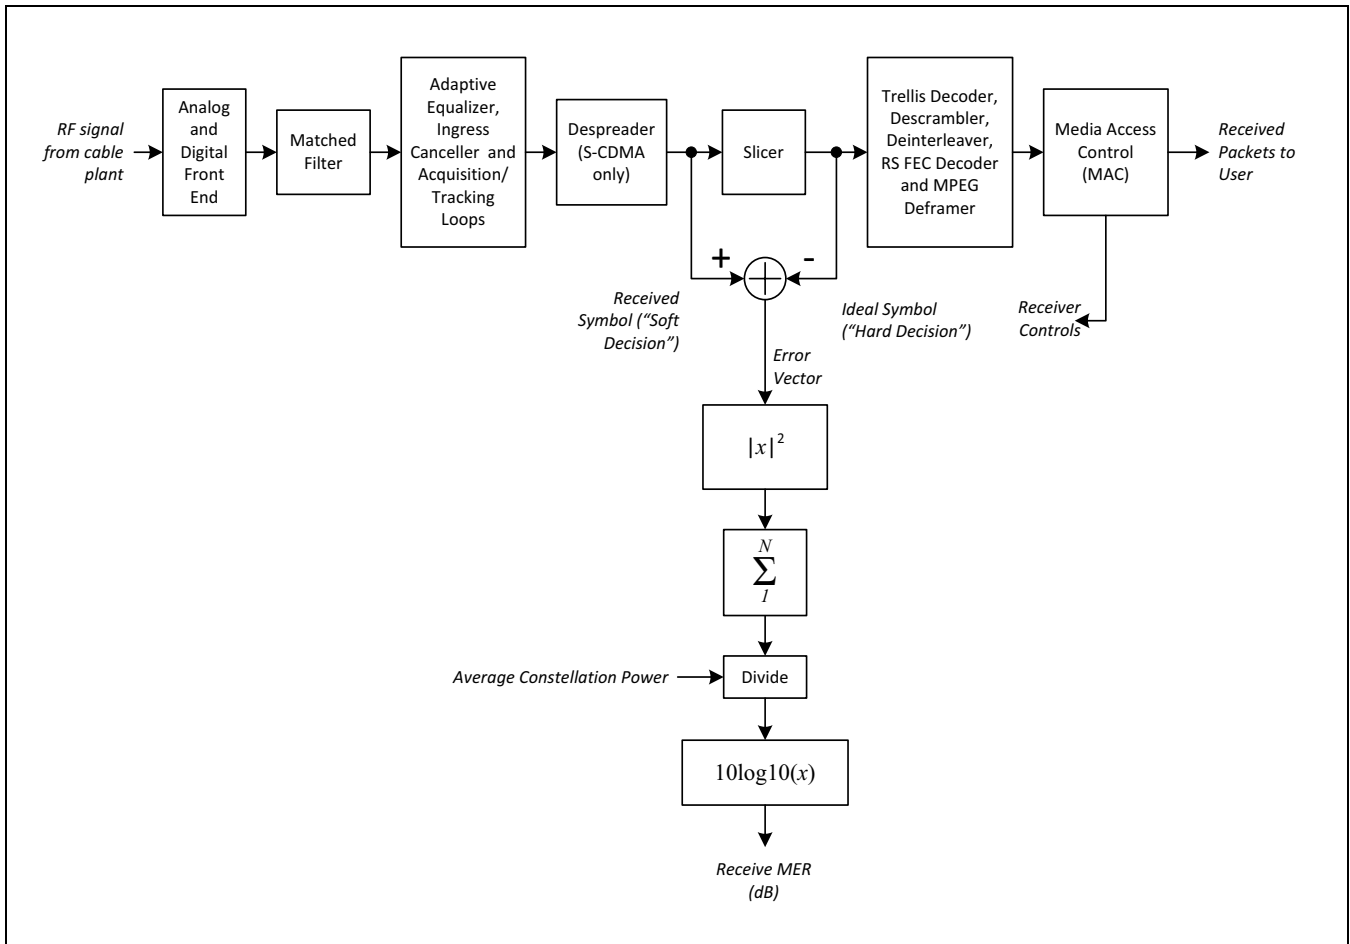 RF signal
from cable
plant
Analog
and
Digital
Front
End
Matched
Filter
Adaptive
Equalizer,
Ingress
Canceller and
Acquisition/
Tracking
Loops
Despreader
(S-CDMA
only)
Slicer
Trellis Decoder,
Descrambler,
Deinterleaver,
RS FEC Decoder
and MPEG
Deframer
Media Access
Control
(MAC)
Received
Packets to
User
+
-
Received
Symbol (“Soft
Decision”)
Ideal Symbol
(“Hard Decision”)
Receiver
Controls
Error
Vector
|x|²
N
∑
1
Average Constellation Power
Divide
10log10(x)
Receive MER
(dB)